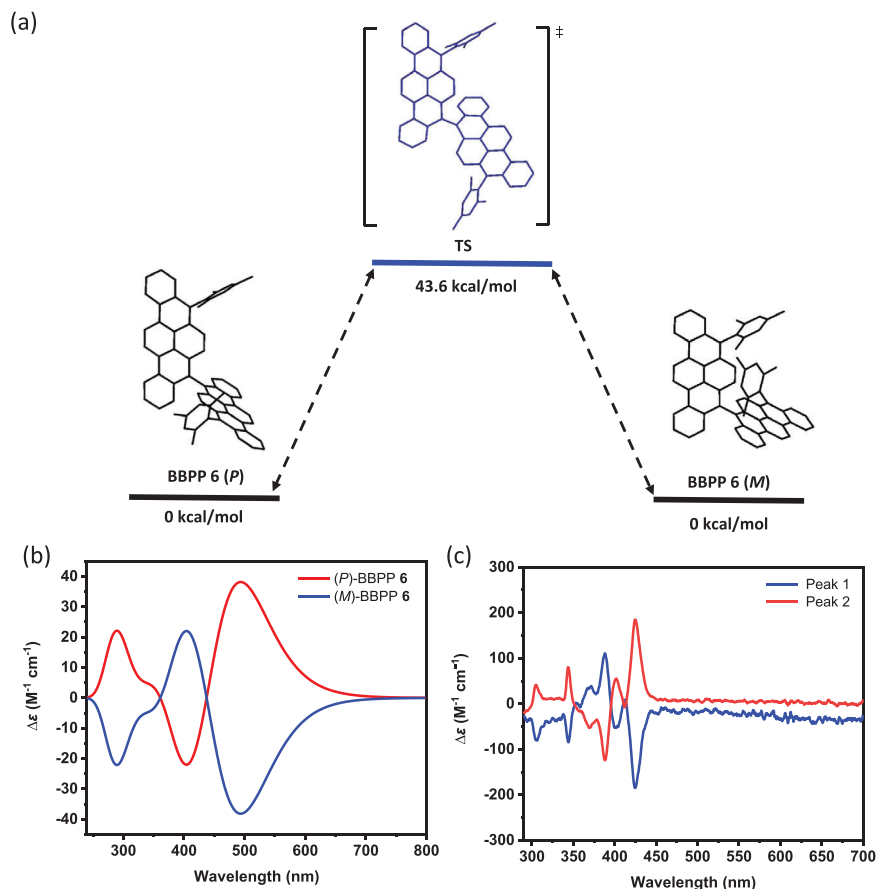 (a)
‡
TS
43.6 kcal/mol
BBPP 6 (P)
0 kcal/mol
BBPP 6 (M)
0 kcal/mol
(b)
(P)-BBPP 6
(M)-BBPP 6
40
30
20
10
0
-10
-20
-30
-40
Δε (M⁻¹ cm⁻¹)
300 400 500 600 700 800
Wavelength (nm)
(c)
Peak 1
Peak 2
300
200
100
0
-100
-200
-300
Δε (M⁻¹ cm⁻¹)
300 350 400 450 500 550 600 650 700
Wavelength (nm)